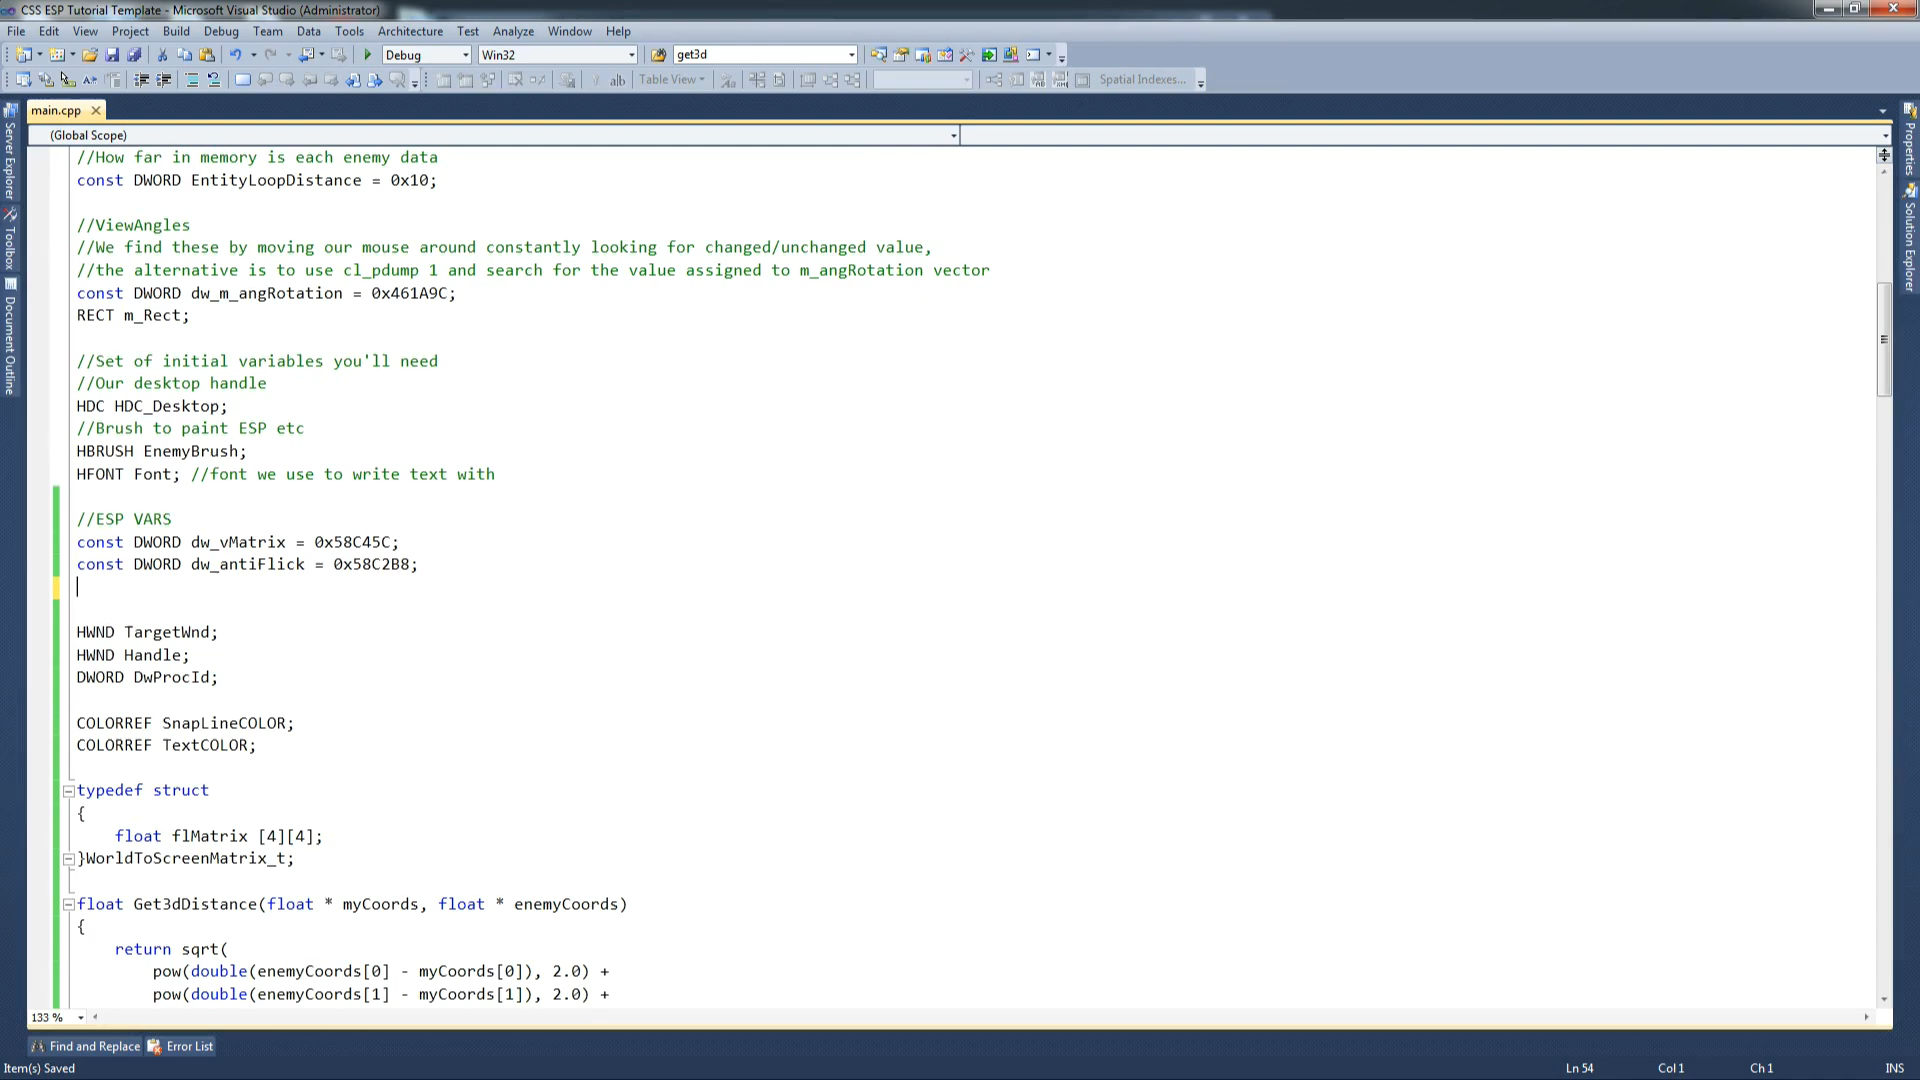 CSS ESP Tutorial Template - Microsoft Visual Studio (Administrator)
File Edit View Project Build Debug Team Data Tools Architecture Test Analyze Window Help
Debug Win32 get3d
Table View Spatial Indexes...
main.cpp
(Global Scope)
Server Explorer
Toolbox
Document Outline
Properties
Solution Explorer
//How far in memory is each enemy data
const DWORD EntityLoopDistance = 0x10;
//ViewAngles
//We find these by moving our mouse around constantly looking for changed/unchanged value,
//the alternative is to use cl_pdump 1 and search for the value assigned to m_angRotation vector
const DWORD dw_m_angRotation = 0x461A9C;
RECT m_Rect;
//Set of initial variables you'll need
//Our desktop handle
HDC HDC_Desktop;
//Brush to paint ESP etc
HBRUSH EnemyBrush;
HFONT Font; //font we use to write text with
//ESP VARS
const DWORD dw_vMatrix = 0x58C45C;
const DWORD dw_antiFlick = 0x58C2B8;
HWND TargetWnd;
HWND Handle;
DWORD DwProcId;
COLORREF SnapLineCOLOR;
COLORREF TextCOLOR;
typedef struct
{
float flMatrix [4][4];
}WorldToScreenMatrix_t;
float Get3dDistance(float * myCoords, float * enemyCoords)
{
return sqrt(
pow(double(enemyCoords[0] - myCoords[0]), 2.0) +
pow(double(enemyCoords[1] - myCoords[1]), 2.0) +
133 %
Find and Replace Error List
Item(s) Saved Ln 54 Col 1 Ch 1 INS